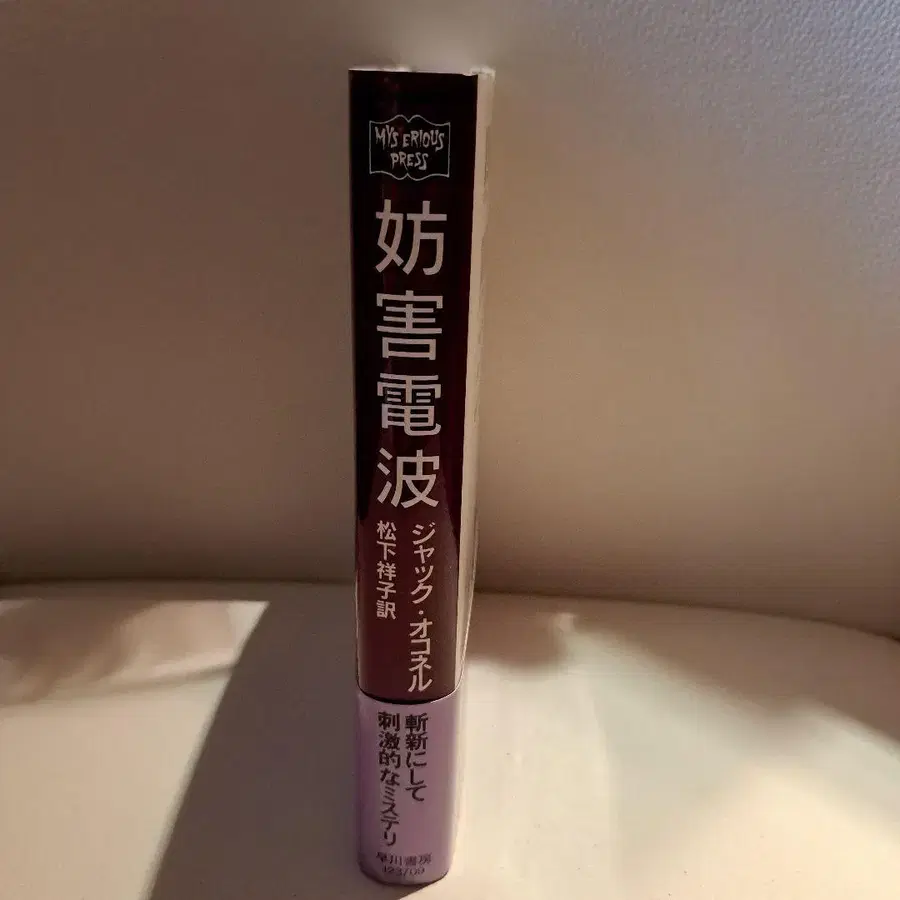 MYSTERIOUS
PRESS
妨害電波
ジャック・オコネル
松下祥子訳
斬新にして
刺激的なミステリ
早川書房